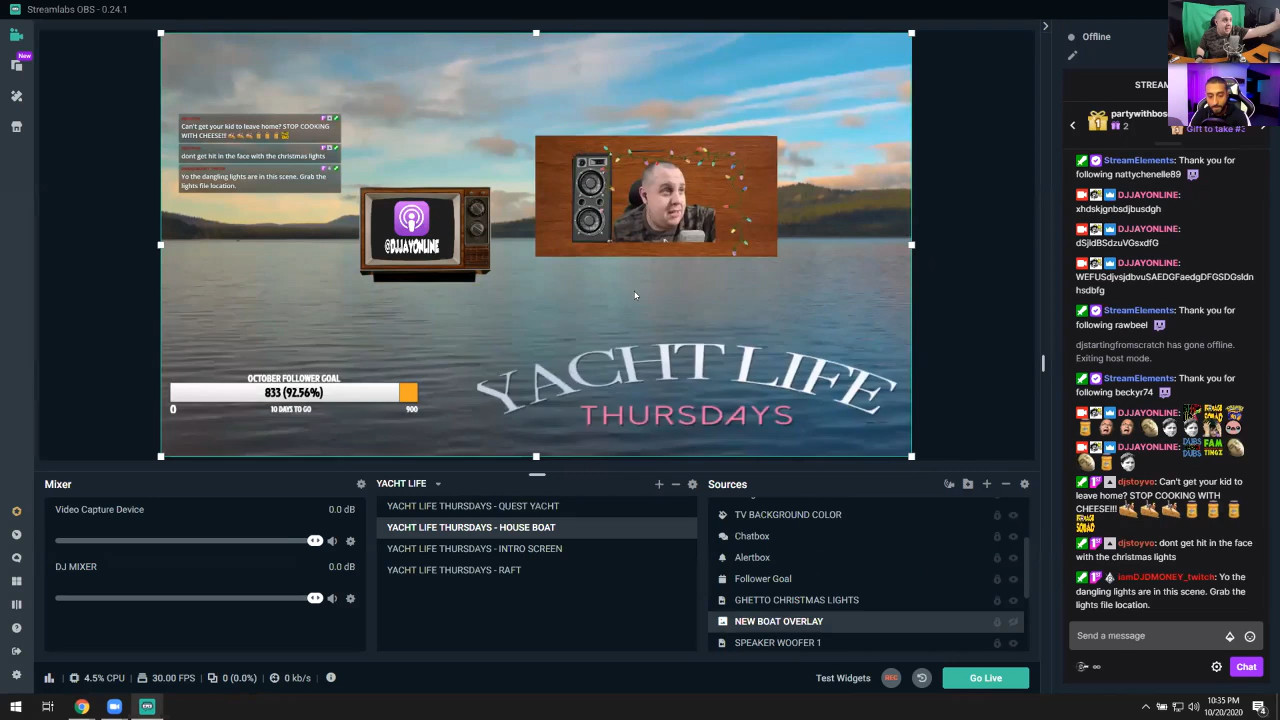 Streamlabs OBS - 0.24.1
New
Can't get your kid to leave home? STOP COOKING
WITH CHEESE!!!
dont get hit in the face with the christmas lights
Yo the dangling lights are in this scene. Grab the
lights file location.
@DJJAYONLINE
OCTOBER FOLLOWER GOAL
833 (92.56%)
0
10 DAYS TO GO
900
YACHT LIFE
THURSDAYS
Mixer
Video Capture Device
0.0 dB
DJ MIXER
0.0 dB
YACHT LIFE
YACHT LIFE THURSDAYS - QUEST YACHT
YACHT LIFE THURSDAYS - HOUSE BOAT
YACHT LIFE THURSDAYS - INTRO SCREEN
YACHT LIFE THURSDAYS - RAFT
Sources
TV BACKGROUND COLOR
Chatbox
Alertbox
Follower Goal
GHETTO CHRISTMAS LIGHTS
NEW BOAT OVERLAY
SPEAKER WOOFER 1
4.5% CPU
30.00 FPS
0 (0.0%)
0 kb/s
Test Widgets
REC
Go Live
Offline
STREAM
partywithbos
2
Gift to take #
StreamElements: Thank you for
following nattychenelle89
DJJAYONLINE:
xhdskjgnbsdjbusdgh
DJJAYONLINE:
dSjldBSdzuVGsxdfG
DJJAYONLINE:
WEFUSdjvsjdbvuSAEDGFaedgDFGSDGsldn
hsdbfg
StreamElements: Thank you for
following rawbeel
djstartingfromscratch has gone offline.
Exiting host mode.
StreamElements: Thank you for
following beckyr74
DJJAYONLINE:
DJJAYONLINE:
djstoyvo: Can't get your kid to
leave home? STOP COOKING WITH
CHEESE!!!
djstoyvo: dont get hit in the face
with the christmas lights
iamDJDMONEY_twitch: Yo the
dangling lights are in this scene. Grab the
lights file location.
Send a message
Chat
10:35 PM
10/20/2020
4